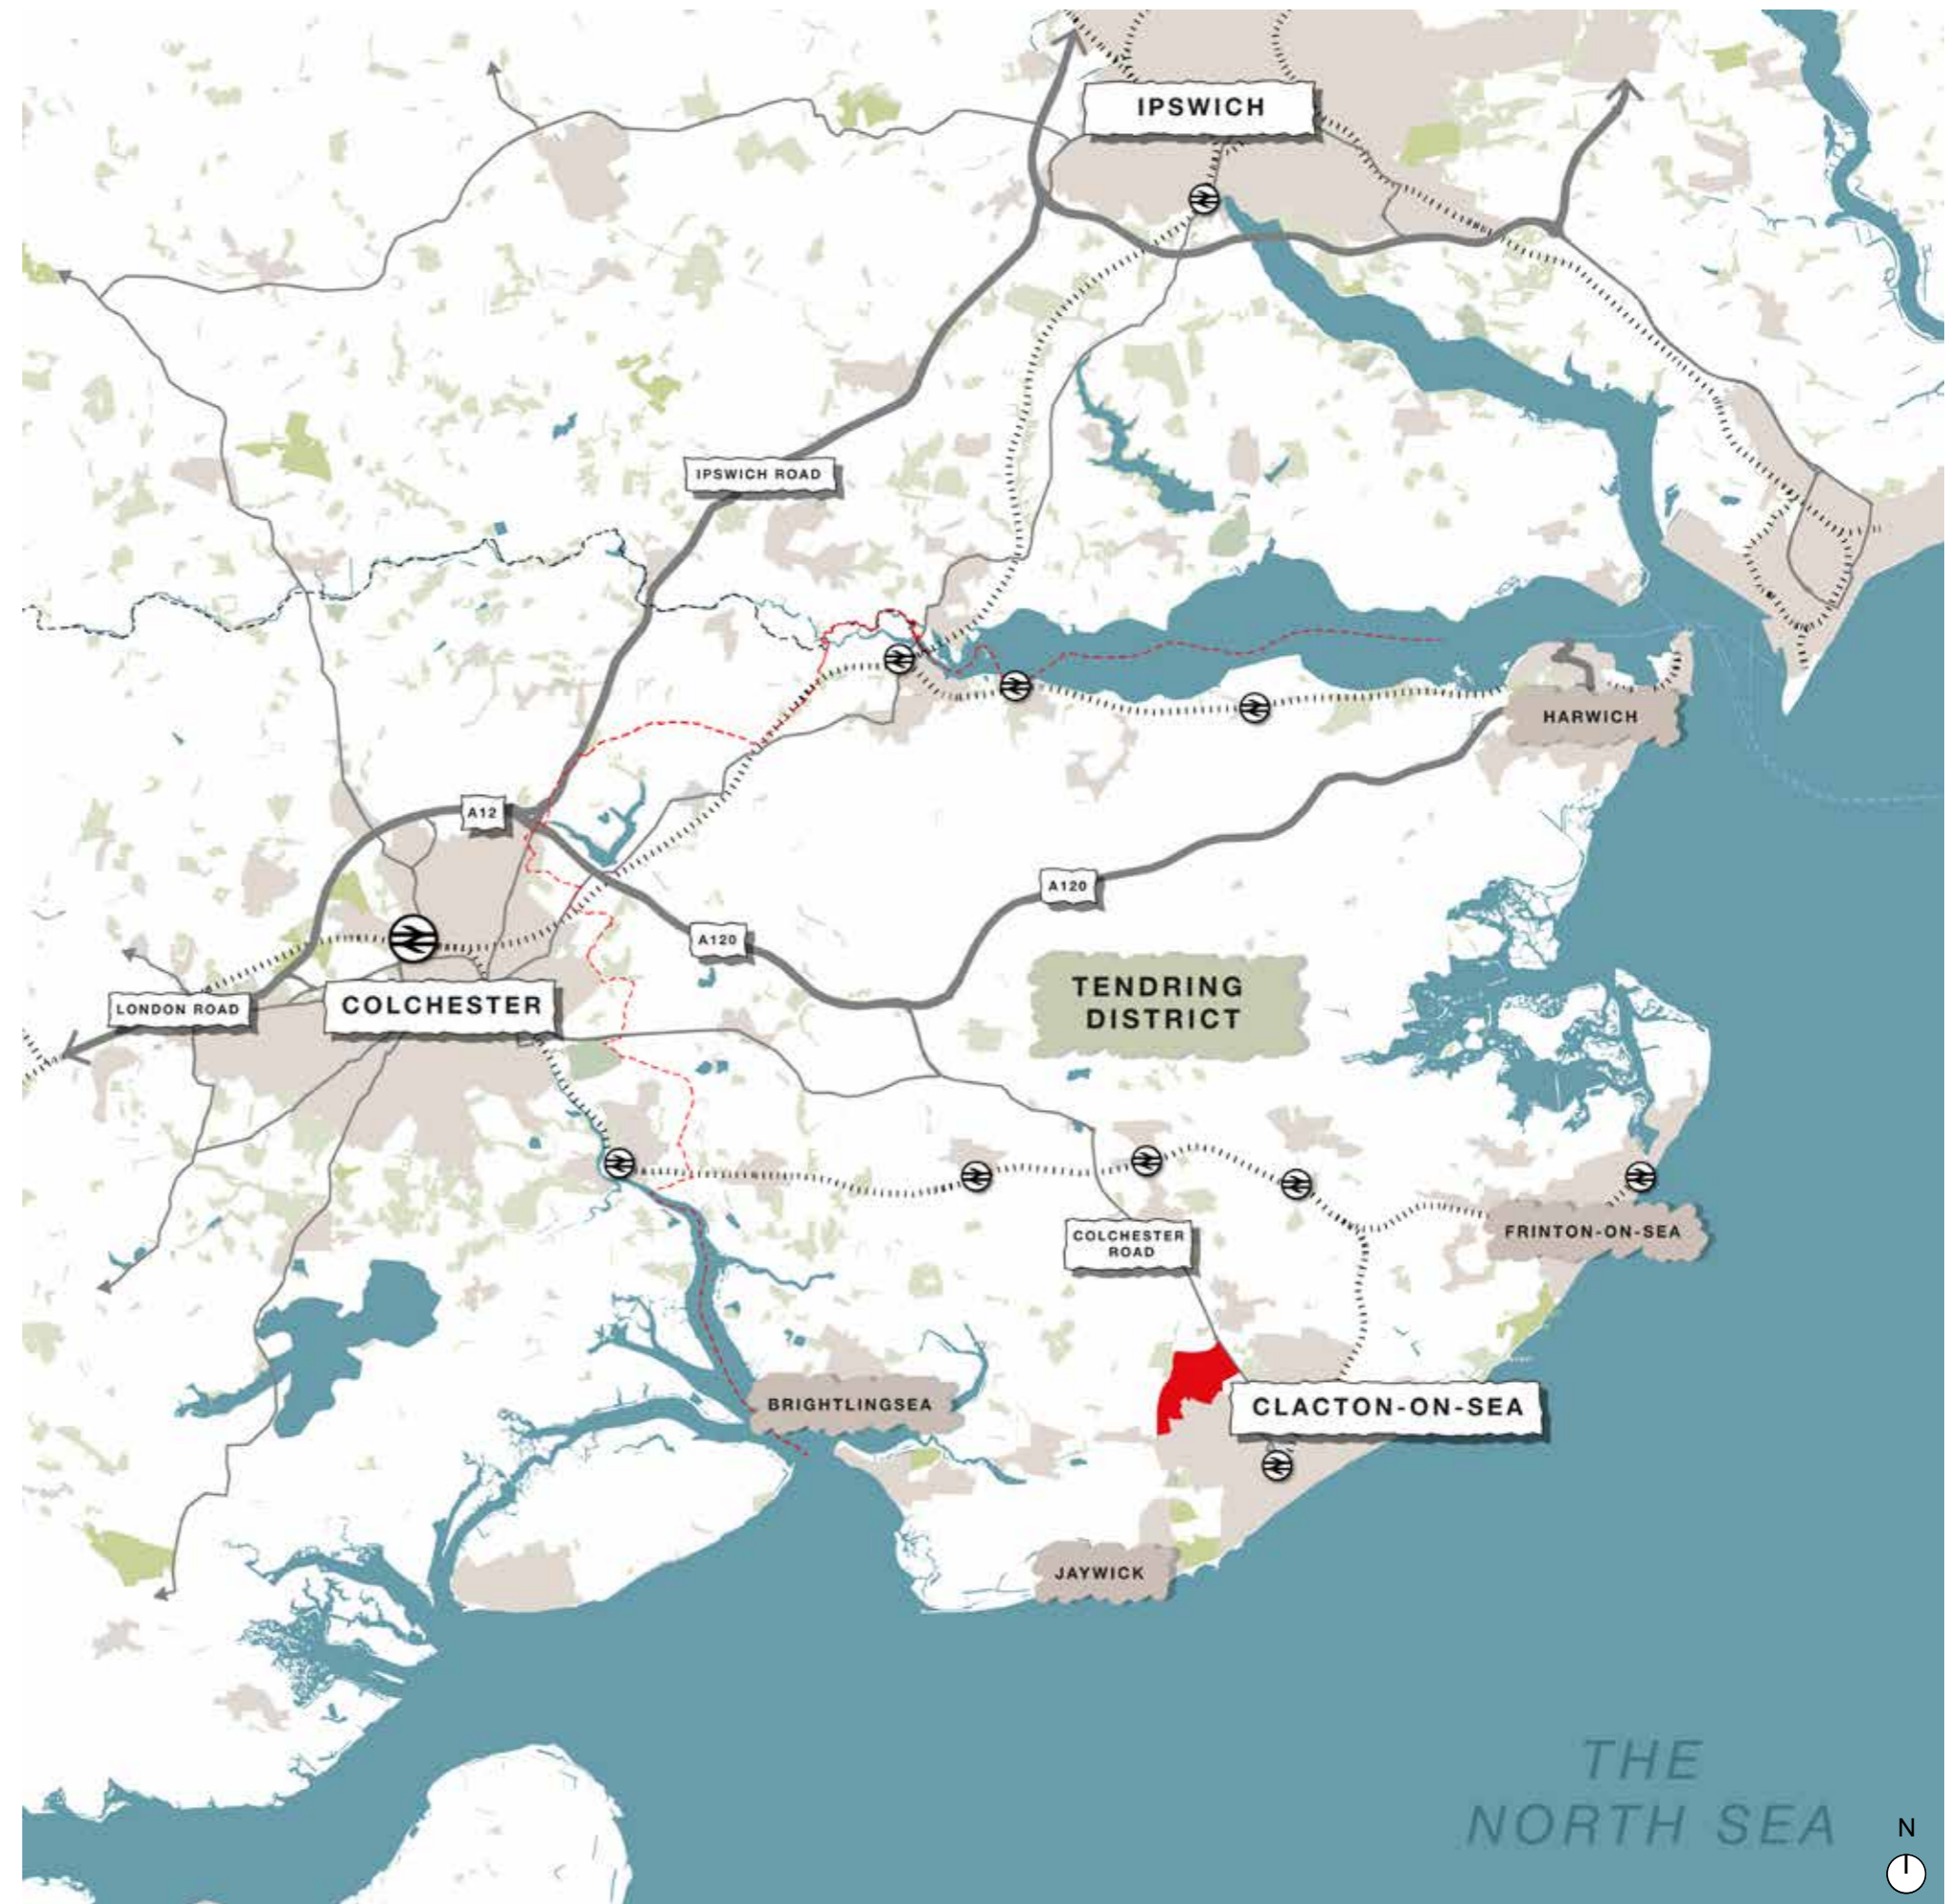 IPSWICH
IPSWICH ROAD
HARWICH
A12
A120
A120
TENDRING
DISTRICT
LONDON ROAD
COLCHESTER
COLCHESTER
ROAD
FRINTON-ON-SEA
BRIGHTLINGSEA
CLACTON-ON-SEA
JAYWICK
THE
NORTH SEA
N